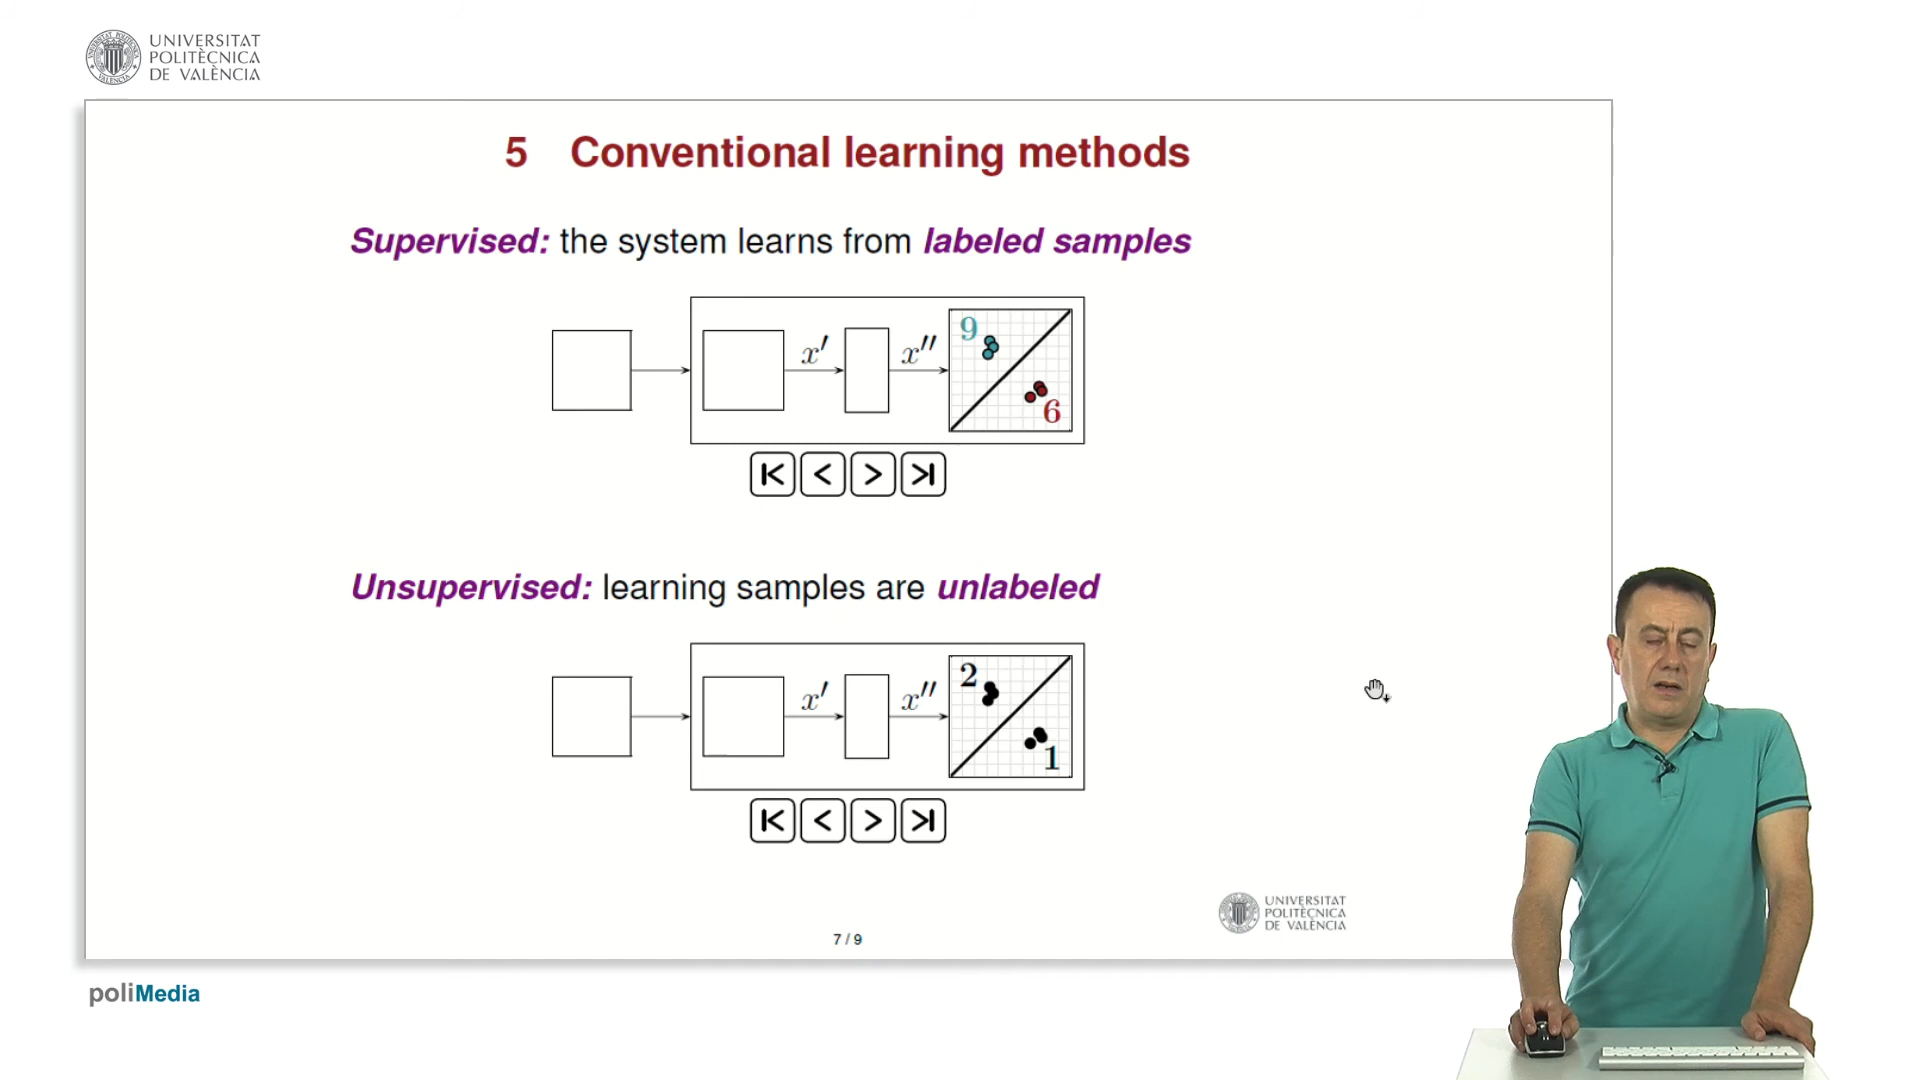 UNIVERSITAT
POLITÈCNICA
DE VALÈNCIA
5 Conventional learning methods
Supervised: the system learns from labeled samples
x′ x′′ 9
6
Unsupervised: learning samples are unlabeled
x′ x′′ 2
1
UNIVERSITAT
POLITÈCNICA
DE VALÈNCIA
7 / 9
poliMedia